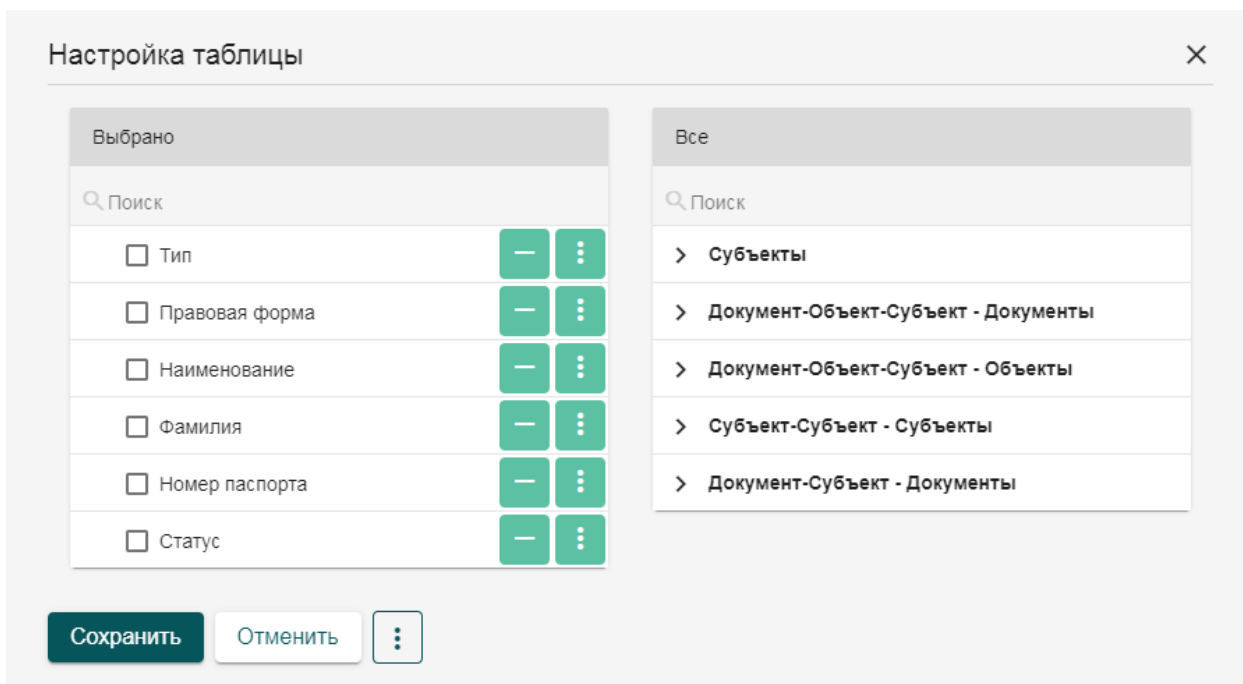 Настройка таблицы
Выбрано
Поиск
Тип
Правовая форма
Наименование
Фамилия
Номер паспорта
Статус
Все
Поиск
Субъекты
Документ-Объект-Субъект - Документы
Документ-Объект-Субъект - Объекты
Субъект-Субъект - Субъекты
Документ-Субъект - Документы
Сохранить
Отменить